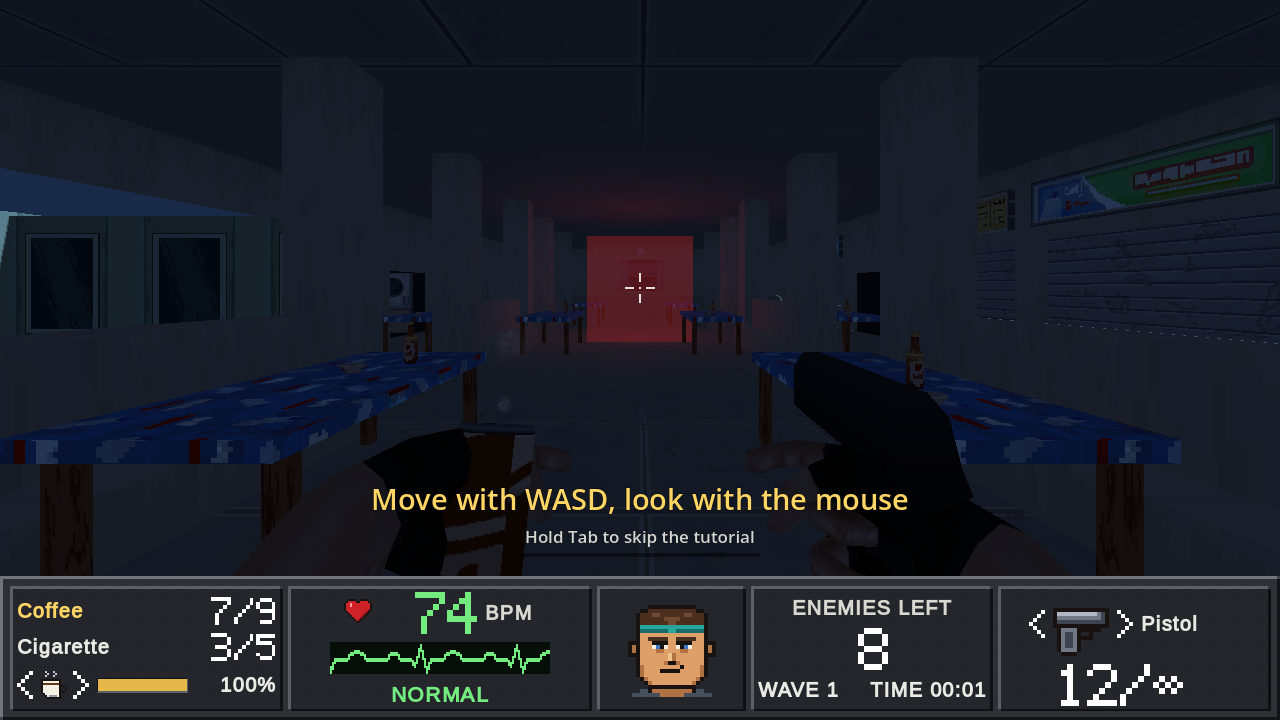 Move with WASD, look with the mouse
Hold Tab to skip the tutorial
Coffee 7/9
Cigarette 3/5
100%
74 BPM
NORMAL
ENEMIES LEFT
8
WAVE 1 TIME 00:01
Pistol
12/∞